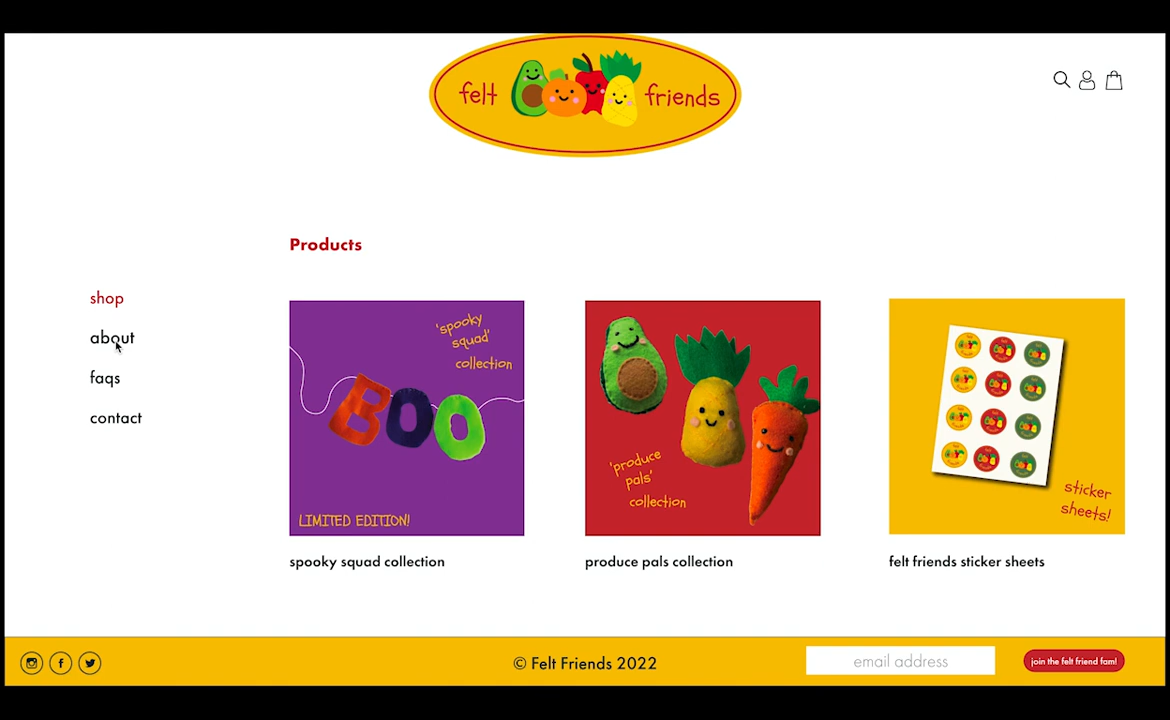 felt friends
Products
shop
about
faqs
contact
'spooky
squad'
collection
LIMITED EDITION!
spooky squad collection
'produce
pals'
collection
produce pals collection
sticker
sheets!
felt friends sticker sheets
© Felt Friends 2022
email address
join the felt friend fam!